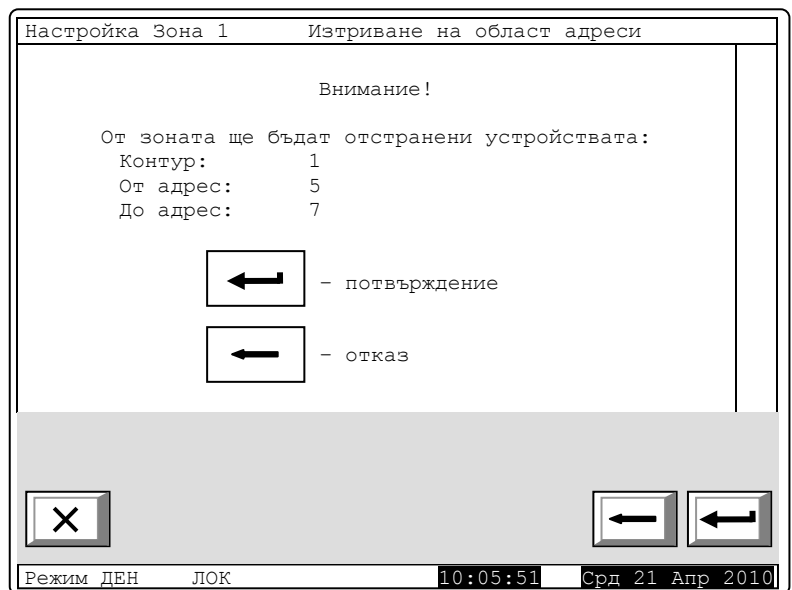 Настройка Зона 1 Изтриване на област адреси
Внимание!
От зоната ще бъдат отстранени устройствата:
Контур: 1
От адрес: 5
До адрес: 7
– потвърждение
– отказ
Режим ДЕН ЛОК 10:05:51 Срд 21 Апр 2010